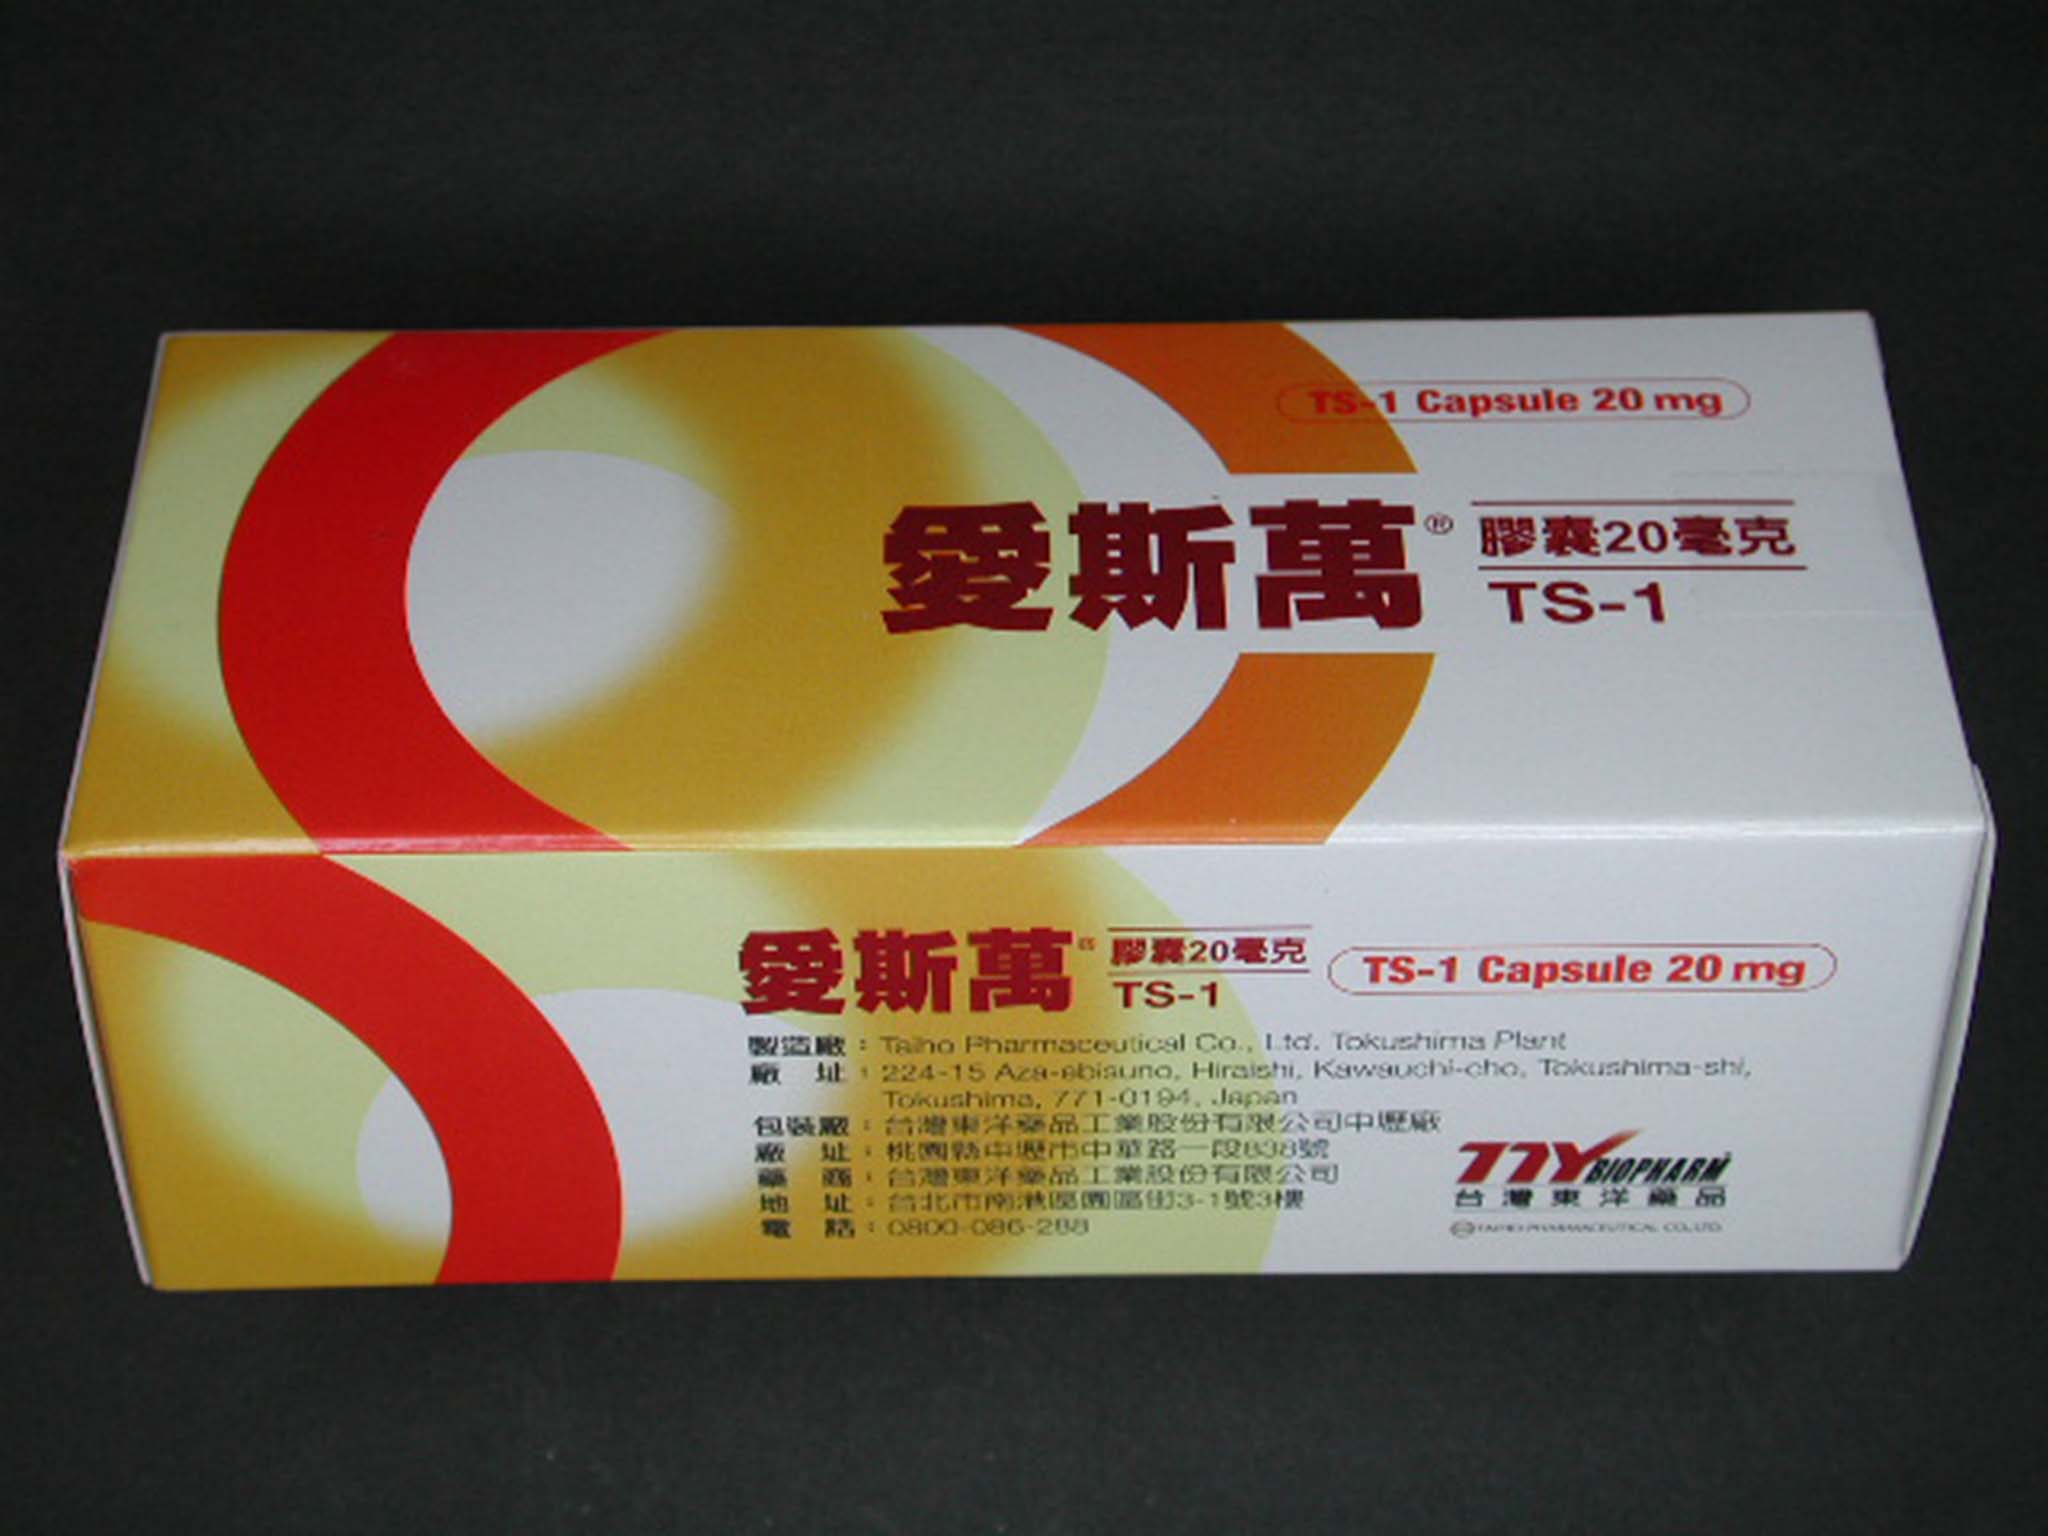 TS-1 Capsule 20 mg
愛斯萬® 膠囊20毫克
TS-1
愛斯萬® 膠囊20毫克
TS-1
TS-1 Capsule 20 mg
製造廠：Taiho Pharmaceutical Co., Ltd. Tokushima Plant
廠 址：224-15 Aza-ebisuno, Hiraishi, Kawauchi-cho, Tokushima-shi,
Tokushima, 771-0194, Japan
包裝廠：台灣東洋藥品工業股份有限公司中壢廠
廠 址：桃園縣中壢市中華路一段838號
藥 商：台灣東洋藥品工業股份有限公司
地 址：台北市南港區園區街3-1號3樓
電 話：0800-086-288
TTY BIOPHARM
台灣東洋藥品
TAIHO PHARMACEUTICAL CO., LTD.